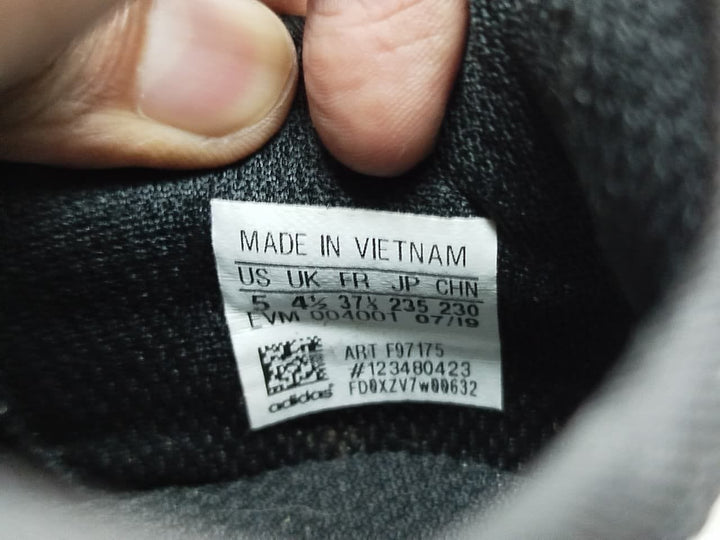 MADE IN VIETNAM
US UK FR JP CHN
5 4½ 37⅓ 235 230
EVM 004001 07/19
ART F97175
#123480423
FD0XZV7w00632
adidas